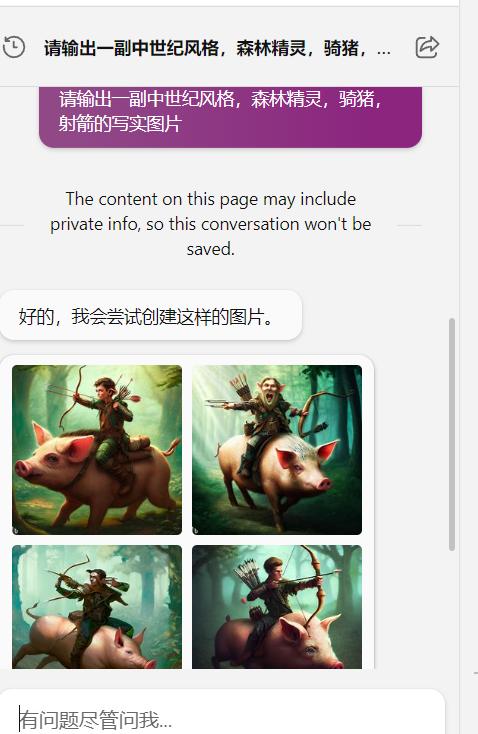 请输出一副中世纪风格，森林精灵，骑猪，...
请输出一副中世纪风格，森林精灵，骑猪，
射箭的写实图片
The content on this page may include
private info, so this conversation won't be
saved.
好的，我会尝试创建这样的图片。
有问题尽管问我...